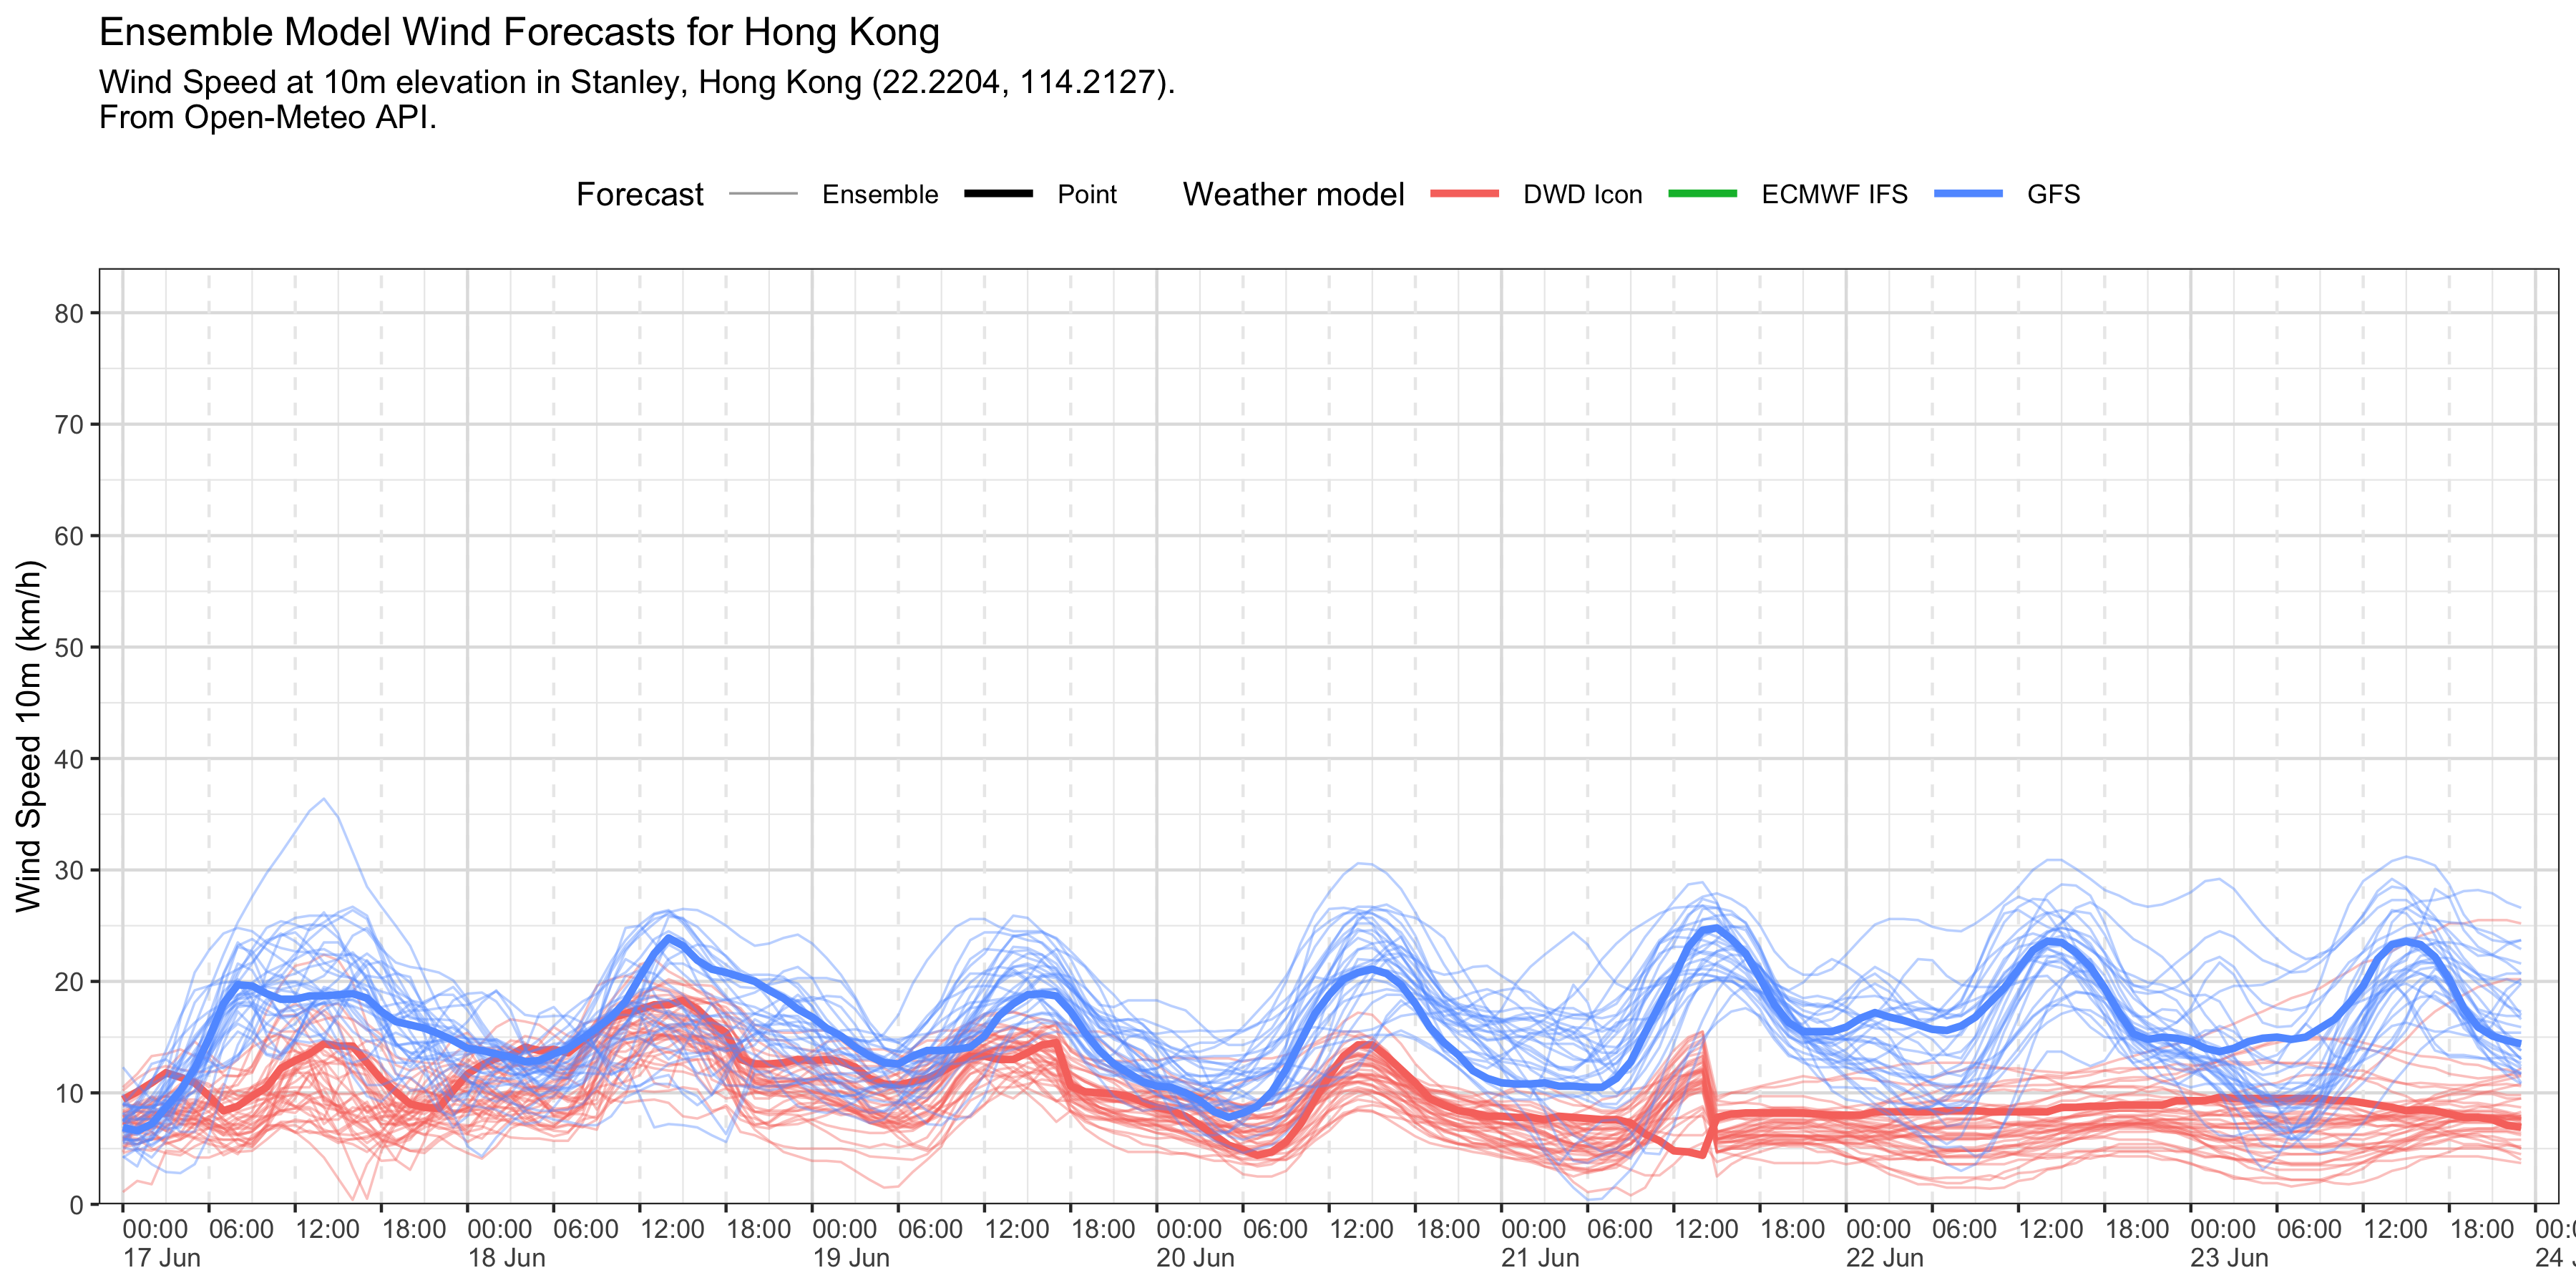 Ensemble Model Wind Forecasts for Hong Kong
Wind Speed at 10m elevation in Stanley, Hong Kong (22.2204, 114.2127).
From Open-Meteo API.
Forecast Ensemble Point Weather model DWD Icon ECMWF IFS GFS
Wind Speed 10m (km/h)
80
70
60
50
40
30
20
10
0
00:00 06:00 12:00 18:00 00:00 06:00 12:00 18:00 00:00 06:00 12:00 18:00 00:00 06:00 12:00 18:00 00:00 06:00 12:00 18:00 00:00 06:00 12:00 18:00 00:00 06:00 12:00 18:00 00:0
17 Jun 18 Jun 19 Jun 20 Jun 21 Jun 22 Jun 23 Jun 24 J